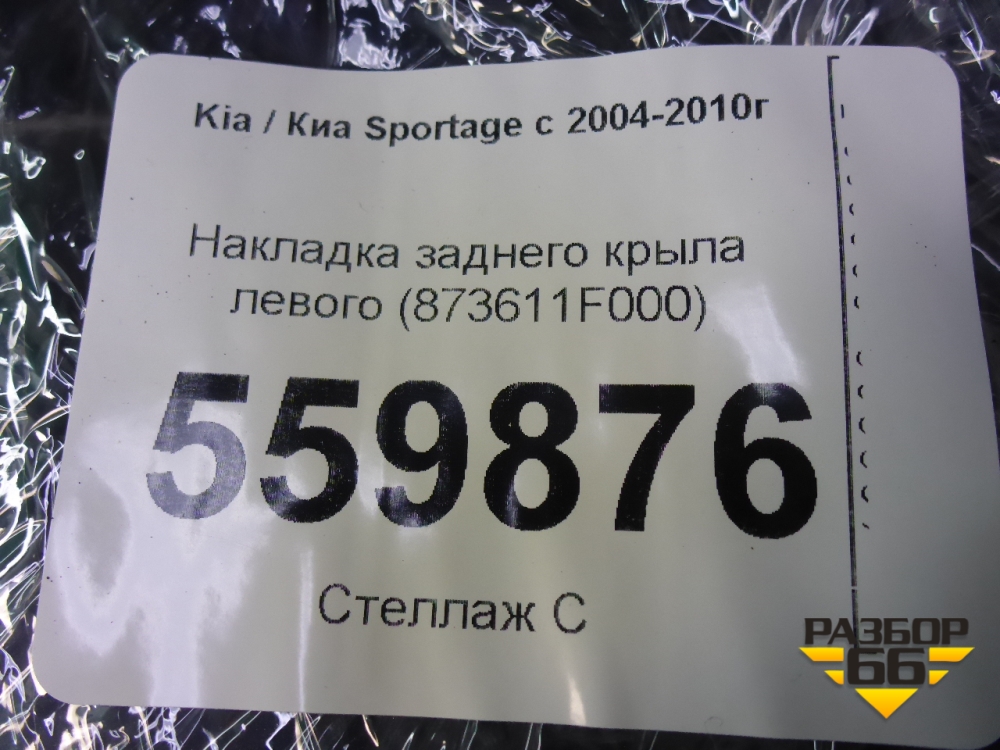 Kia / Киа Sportage с 2004-2010г
Накладка заднего крыла
левого (873611F000)
559876
Стеллаж С
РАЗБОР
66